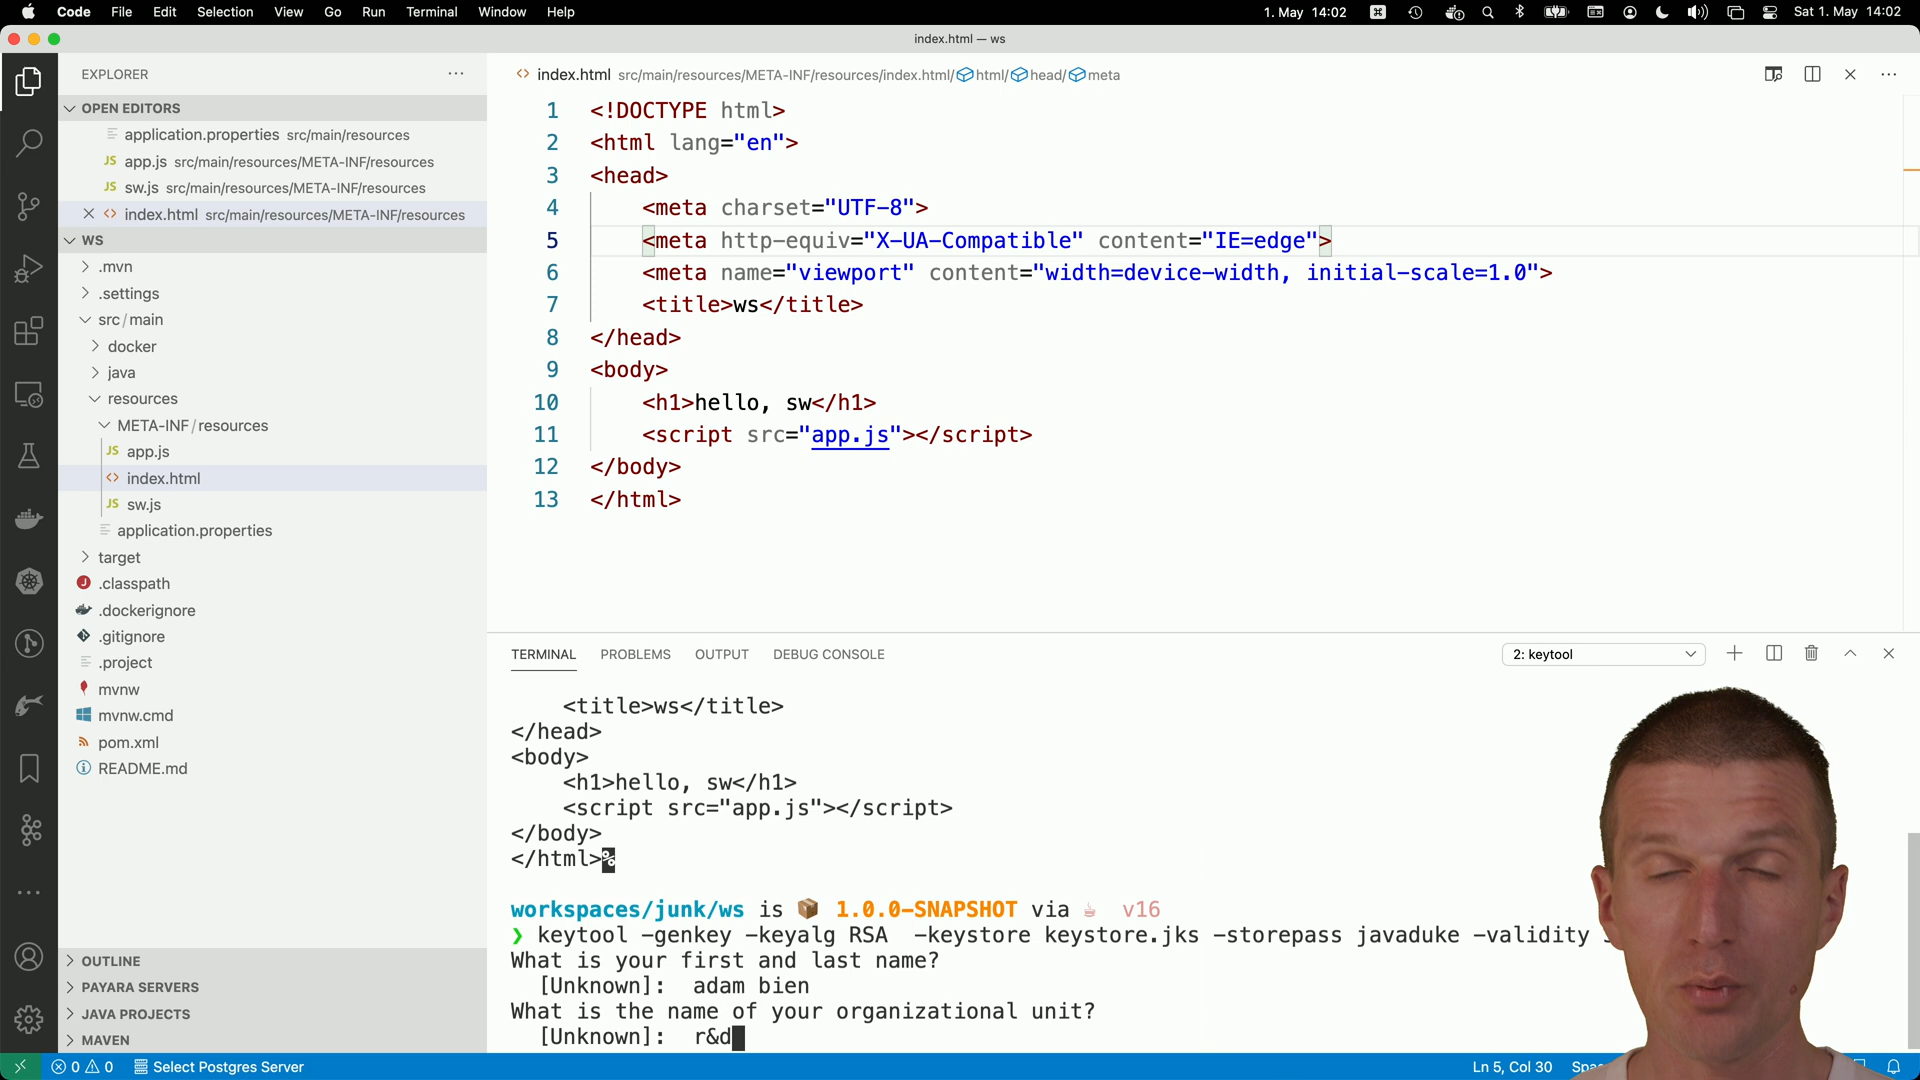 Code File Edit Selection View Go Run Terminal Window Help 1. May 14:02 Sat 1. May 14:02
index.html — ws
EXPLORER
OPEN EDITORS
application.properties src/main/resources
JS app.js src/main/resources/META-INF/resources
JS sw.js src/main/resources/META-INF/resources
index.html src/main/resources/META-INF/resources
WS
.mvn
.settings
src/main
docker
java
resources
META-INF/resources
JS app.js
index.html
JS sw.js
application.properties
target
.classpath
.dockerignore
.gitignore
.project
mvnw
mvnw.cmd
pom.xml
README.md
OUTLINE
PAYARA SERVERS
JAVA PROJECTS
MAVEN
index.html src/main/resources/META-INF/resources/index.html/ html/ head/ meta
1 <!DOCTYPE html>
2 <html lang="en">
3 <head>
4 <meta charset="UTF-8">
5 <meta http-equiv="X-UA-Compatible" content="IE=edge">
6 <meta name="viewport" content="width=device-width, initial-scale=1.0">
7 <title>ws</title>
8 </head>
9 <body>
10 <h1>hello, sw</h1>
11 <script src="app.js"></script>
12 </body>
13 </html>
TERMINAL PROBLEMS OUTPUT DEBUG CONSOLE 2: keytool
<title>ws</title>
</head>
<body>
<h1>hello, sw</h1>
<script src="app.js"></script>
</body>
</html>%
workspaces/junk/ws is 1.0.0-SNAPSHOT via v16
❯ keytool -genkey -keyalg RSA -keystore keystore.jks -storepass javaduke -validity
What is your first and last name?
[Unknown]: adam bien
What is the name of your organizational unit?
[Unknown]: r&d
0 0 Select Postgres Server Ln 5, Col 30